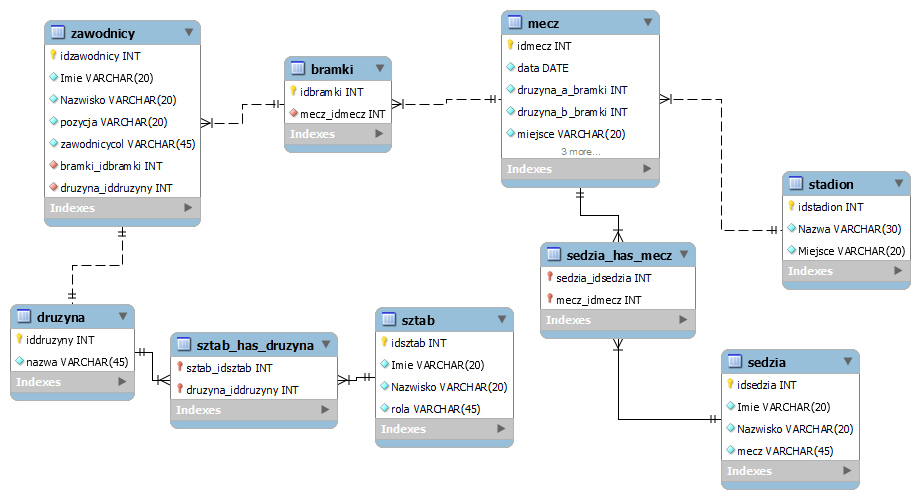 zawodnicy
idzawodnicy INT
Imie VARCHAR(20)
Nazwisko VARCHAR(20)
pozycja VARCHAR(20)
zawodnicycol VARCHAR(45)
bramki_idbramki INT
druzyna_iddruzyny INT
Indexes
bramki
idbramki INT
mecz_idmecz INT
Indexes
mecz
idmecz INT
data DATE
druzyna_a_bramki INT
druzyna_b_bramki INT
miejsce VARCHAR(20)
3 more...
Indexes
stadion
idstadion INT
Nazwa VARCHAR(30)
Miejsce VARCHAR(20)
Indexes
sedzia_has_mecz
sedzia_idsedzia INT
mecz_idmecz INT
Indexes
druzyna
iddruzyny INT
nazwa VARCHAR(45)
Indexes
sztab_has_druzyna
sztab_idsztab INT
druzyna_iddruzyny INT
Indexes
sztab
idsztab INT
Imie VARCHAR(20)
Nazwisko VARCHAR(20)
rola VARCHAR(45)
Indexes
sedzia
idsedzia INT
Imie VARCHAR(20)
Nazwisko VARCHAR(20)
mecz VARCHAR(45)
Indexes